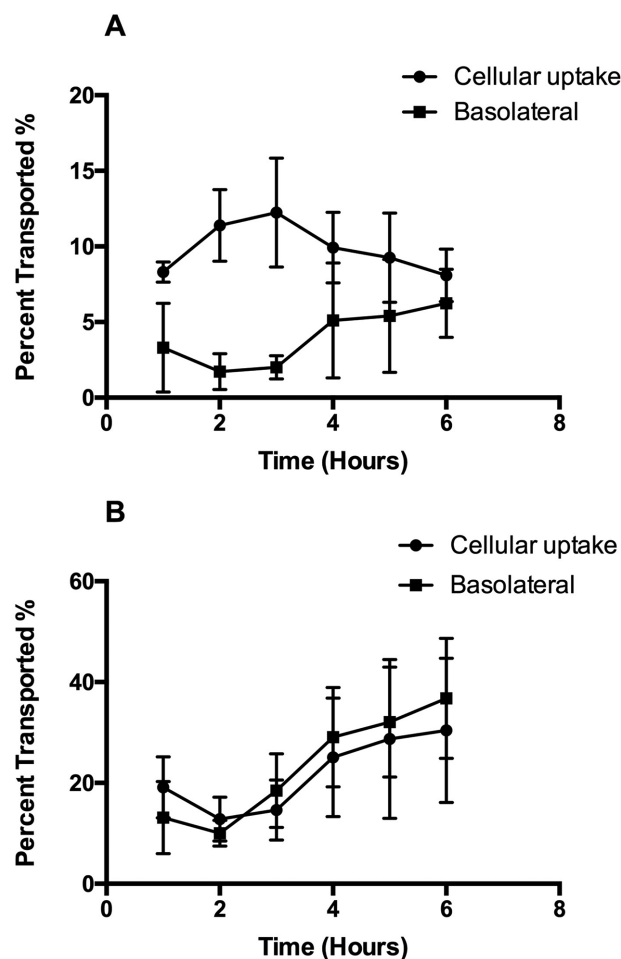 A
Cellular uptake
Basolateral
Percent Transported %
20
15
10
5
0
0 2 4 6 8
Time (Hours)
B
Cellular uptake
Basolateral
Percent Transported %
60
40
20
0
0 2 4 6 8
Time (Hours)